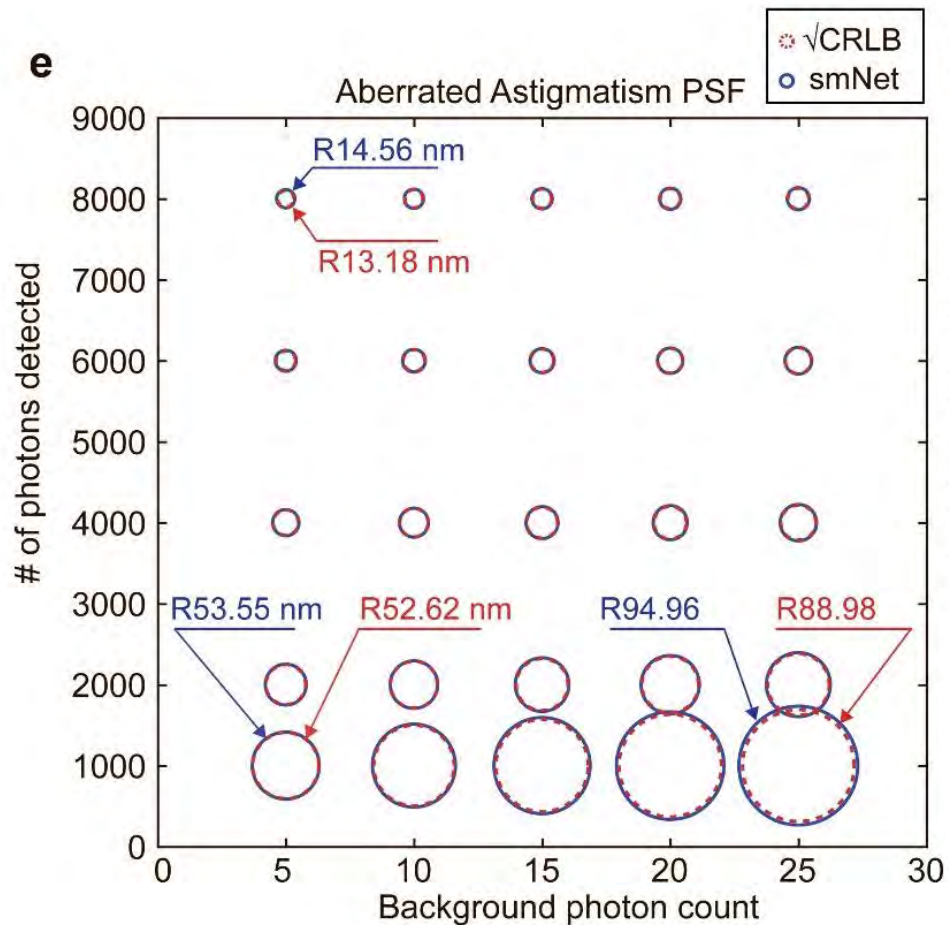 e
√CRLB
smNet
Aberrated Astigmatism PSF
9000
8000
7000
6000
5000
4000
3000
2000
1000
0
# of photons detected
R14.56 nm
R13.18 nm
R53.55 nm
R52.62 nm
R94.96
R88.98
0
5
10
15
20
25
30
Background photon count